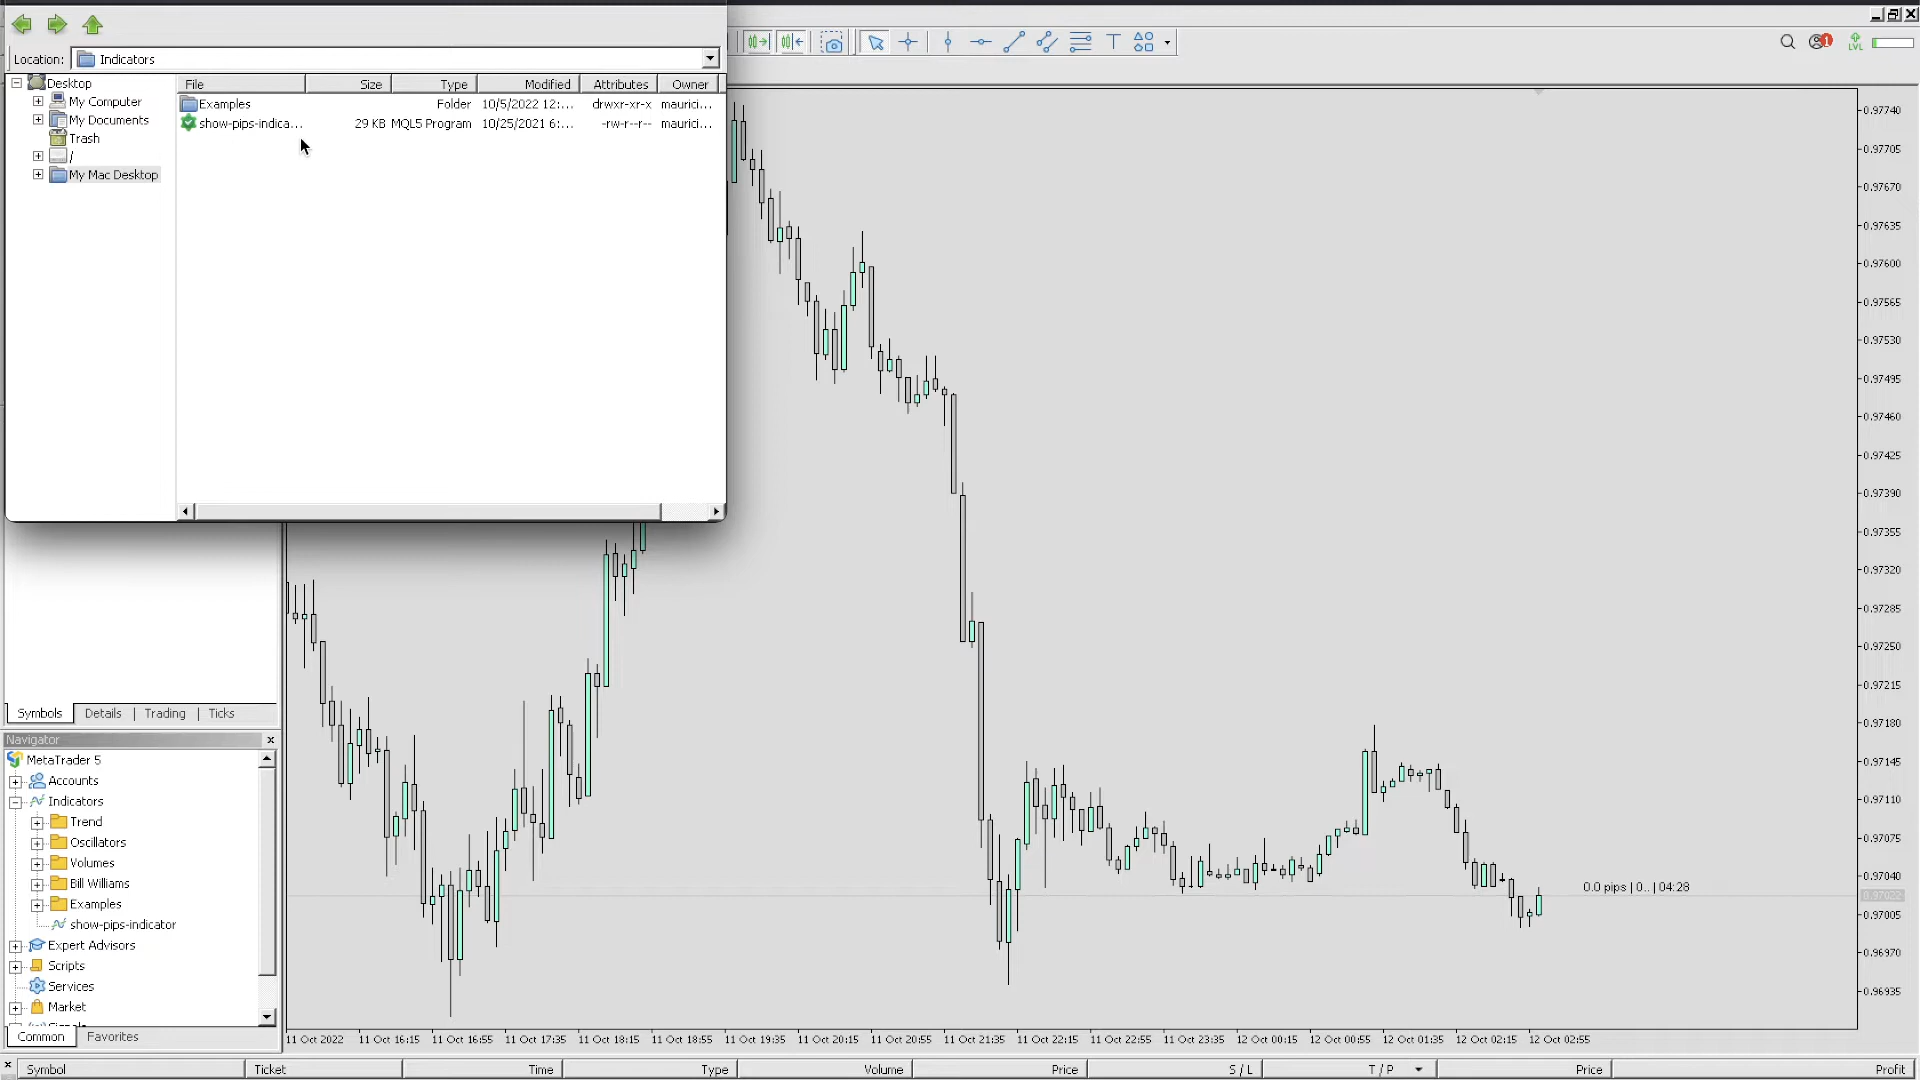 Location: Indicators
File Size Type Modified Attributes Owner
Desktop
My Computer
My Documents
Trash
/
My Mac Desktop
Examples Folder 10/5/2022 12:... drwxr-xr-x maurici...
show-pips-indica... 29 KB MQL5 Program 10/25/2021 6:... -rw-r--r-- maurici...
T
1
LVL
0.97740
0.97705
0.97670
0.97635
0.97600
0.97565
0.97530
0.97495
0.97460
0.97425
0.97390
0.97355
0.97320
0.97285
0.97250
0.97215
0.97180
0.97145
0.97110
0.97075
0.97040
0.97022
0.97005
0.96970
0.96935
0.0 pips | 0.. | 04:28
Symbols | Details | Trading | Ticks
Navigator
MetaTrader 5
Accounts
Indicators
Trend
Oscillators
Volumes
Bill Williams
Examples
show-pips-indicator
Expert Advisors
Scripts
Services
Market
Common Favorites
11 Oct 2022 11 Oct 16:15 11 Oct 16:55 11 Oct 17:35 11 Oct 18:15 11 Oct 18:55 11 Oct 19:35 11 Oct 20:15 11 Oct 20:55 11 Oct 21:35 11 Oct 22:15 11 Oct 22:55 11 Oct 23:35 12 Oct 00:15 12 Oct 00:55 12 Oct 01:35 12 Oct 02:15 12 Oct 02:55
Symbol Ticket Time Type Volume Price S / L T / P Price Profit